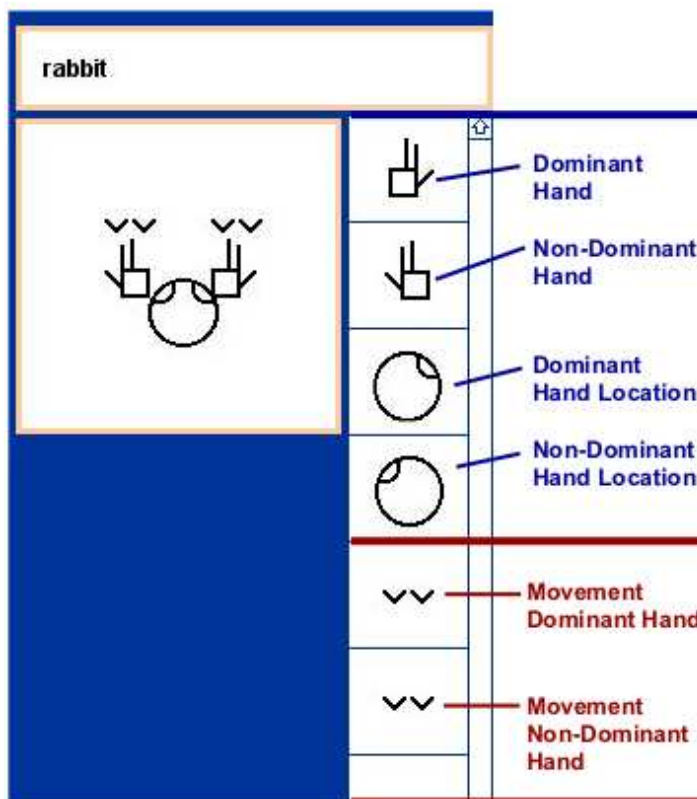 rabbit
Dominant
Hand
Non-Dominant
Hand
Dominant
Hand Location
Non-Dominant
Hand Location
Movement
Dominant Hand
Movement
Non-Dominant
Hand